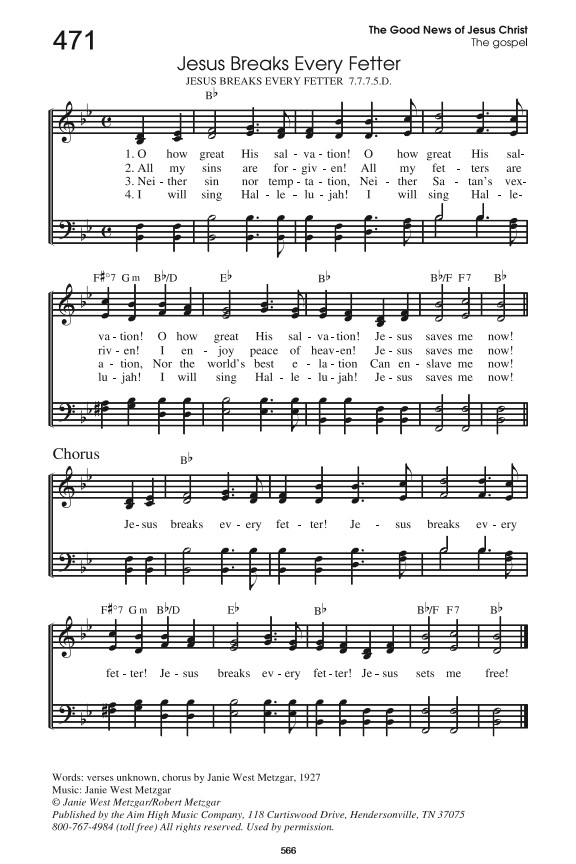 471
The Good News of Jesus Christ
The gospel
Jesus Breaks Every Fetter
JESUS BREAKS EVERY FETTER 7.7.7.5.D.
B♭
1. O how great His sal - va - tion! O how great His sal-
2. All my sins are for - giv - en! All my fet - ters are
3. Nei - ther sin nor temp - ta - tion, Nei - ther Sa - tan's vex-
4. I will sing Hal - le - lu - jah! I will sing Hal - le-
F♯°7 Gm B♭/D E♭ B♭ B♭/F F7 B♭
va - tion! O how great His sal - va - tion! Je - sus saves me now!
riv - en! I en - joy peace of heav - en! Je - sus saves me now!
a - tion, Nor the world's best e - la - tion Can en - slave me now!
lu - jah! I will sing Hal - le - lu - jah! Je - sus saves me now!
Chorus
B♭
Je - sus breaks ev - ery fet - ter! Je - sus breaks ev - ery
F♯°7 Gm B♭/D E♭ B♭ B♭/F F7 B♭
fet - ter! Je - sus breaks ev - ery fet - ter! Je - sus sets me free!
Words: verses unknown, chorus by Janie West Metzgar, 1927
Music: Janie West Metzgar
© Janie West Metzgar/Robert Metzgar
Published by the Aim High Music Company, 118 Curtiswood Drive, Hendersonville, TN 37075
800-767-4984 (toll free) All rights reserved. Used by permission.
566